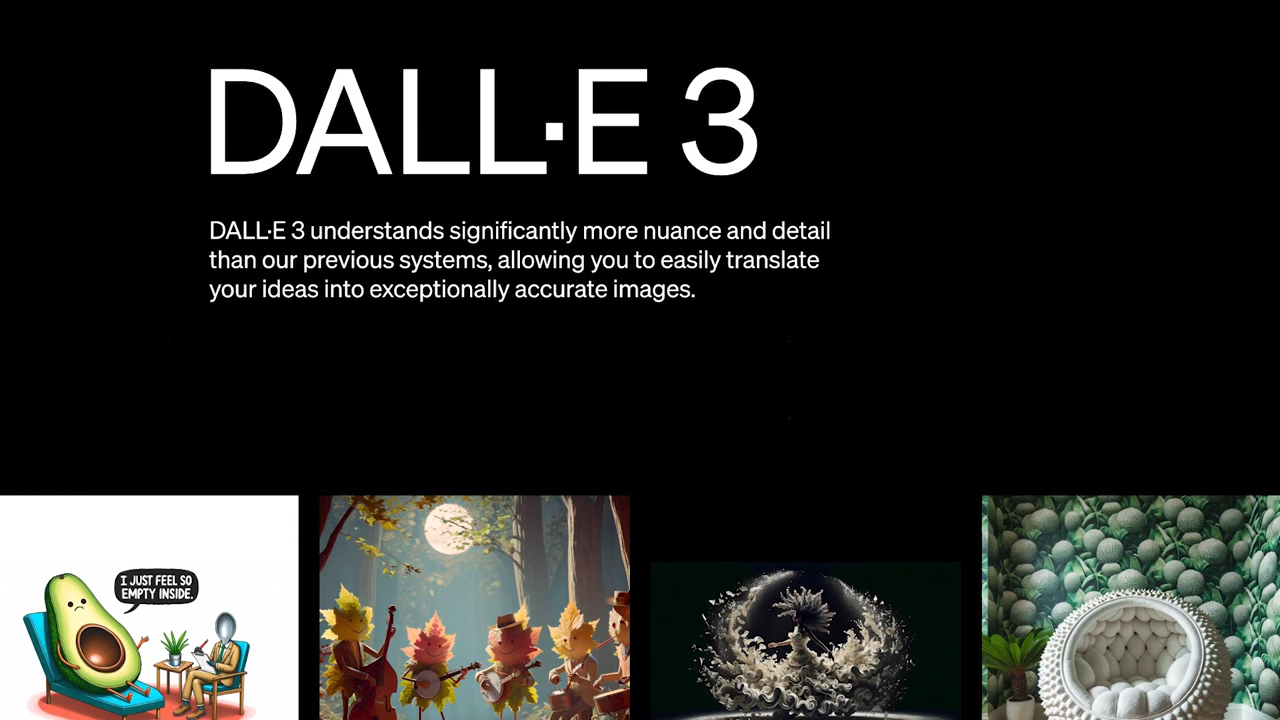 DALL·E 3
DALL·E 3 understands significantly more nuance and detail
than our previous systems, allowing you to easily translate
your ideas into exceptionally accurate images.
I JUST FEEL SO
EMPTY INSIDE.